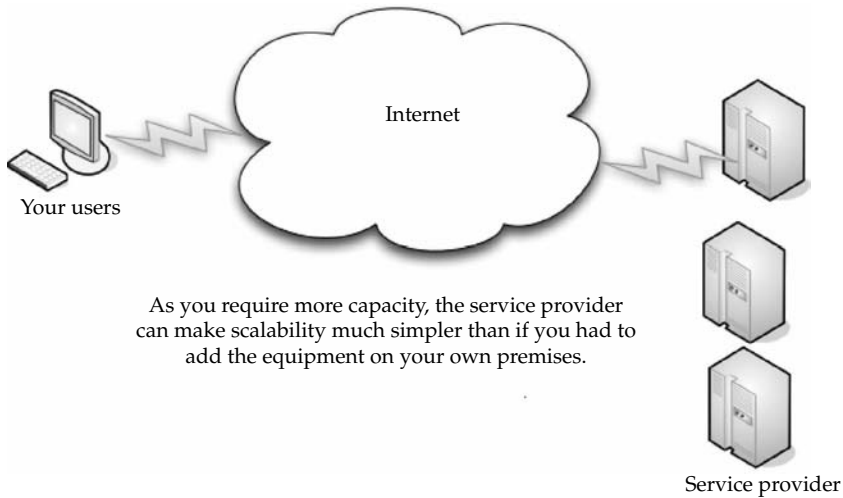 Internet
Your users
As you require more capacity, the service provider
can make scalability much simpler than if you had to
add the equipment on your own premises.
Service provider